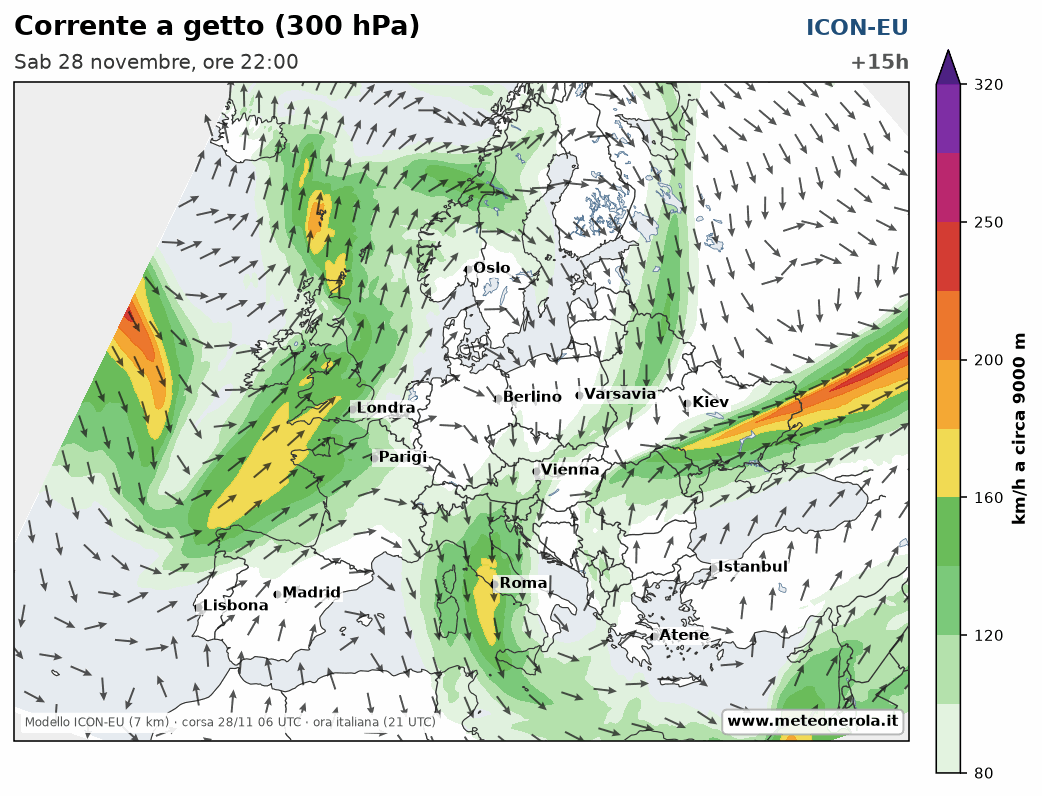 Corrente a getto (300 hPa)
ICON-EU
Sab 28 novembre, ore 22:00
+15h
320
250
200
160
120
80
km/h a circa 9000 m
Oslo
Londra
Berlino
Varsavia
Kiev
Parigi
Vienna
Istanbul
Roma
Madrid
Lisbona
Atene
Modello ICON-EU (7 km) · corsa 28/11 06 UTC · ora italiana (21 UTC)
www.meteonerola.it